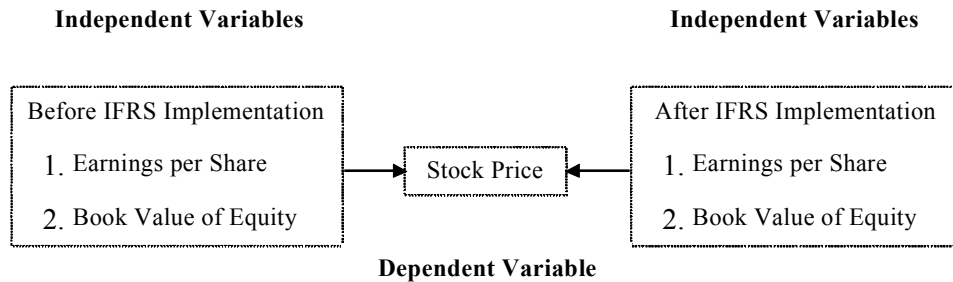 Independent Variables
Before IFRS Implementation
1. Earnings per Share
2. Book Value of Equity
Stock Price
Dependent Variable
Independent Variables
After IFRS Implementation
1. Earnings per Share
2. Book Value of Equity